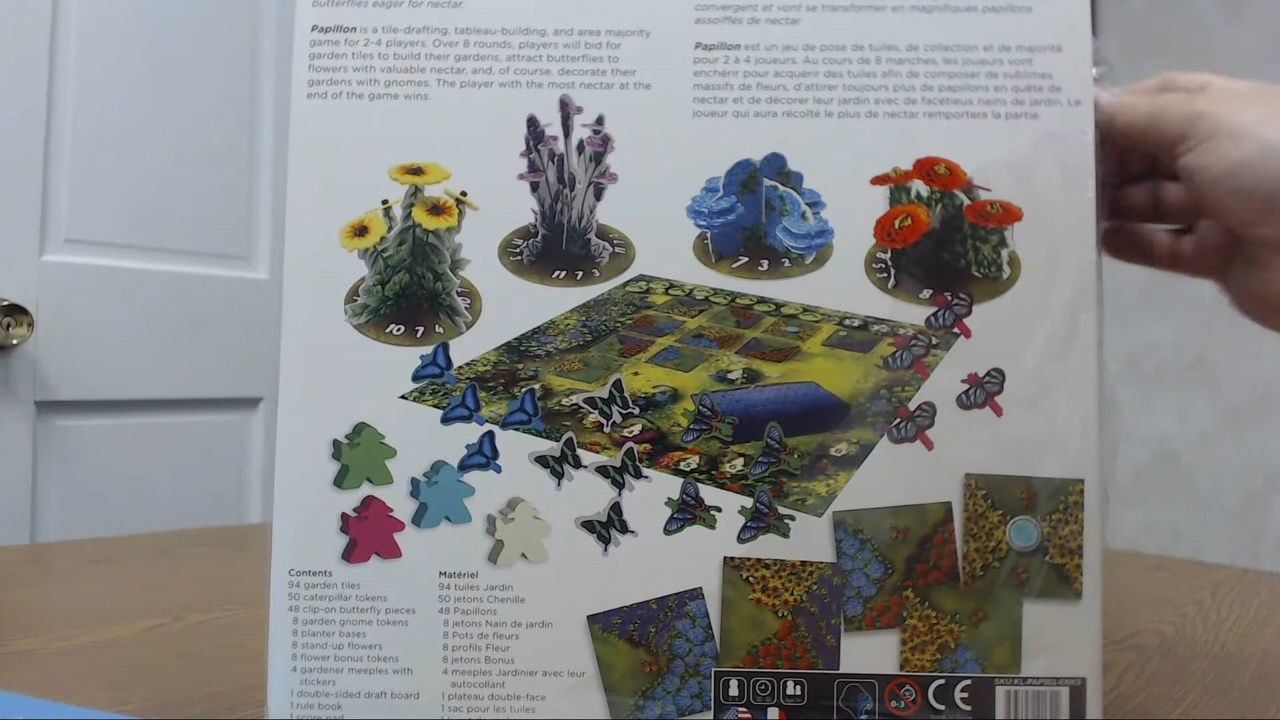 butterflies eager for nectar.
Papillon is a tile-drafting, tableau-building, and area majority
game for 2-4 players. Over 8 rounds, players will bid for
garden tiles to build their gardens, attract butterflies to
flowers with valuable nectar, and, of course, decorate their
gardens with gnomes. The player with the most nectar at the
end of the game wins.
convergent et vont se transformer en magnifiques papillons
assoiffés de nectar.
Papillon est un jeu de pose de tuiles, de collection et de majorité
pour 2 à 4 joueurs. Au cours de 8 manches, les joueurs vont
enchérir pour acquérir des tuiles afin de composer de sublimes
massifs de fleurs, d'attirer toujours plus de papillons en quête de
nectar et de décorer leur jardin avec de facétieux nains de jardin. Le
joueur qui aura récolté le plus de nectar remportera la partie.
10 7 4
11 7 3
7 3 2
8
Contents
94 garden tiles
50 caterpillar tokens
48 clip-on butterfly pieces
8 garden gnome tokens
8 planter bases
8 stand-up flowers
8 flower bonus tokens
4 gardener meeples with
stickers
1 double-sided draft board
1 rule book
1 score pad
Matériel
94 tuiles Jardin
50 jetons Chenille
48 Papillons
8 jetons Nain de jardin
8 Pots de fleurs
8 profils Fleur
8 jetons Bonus
4 meeples Jardinier avec leur
autocollant
1 plateau double-face
1 sac pour les tuiles
0-3
CE